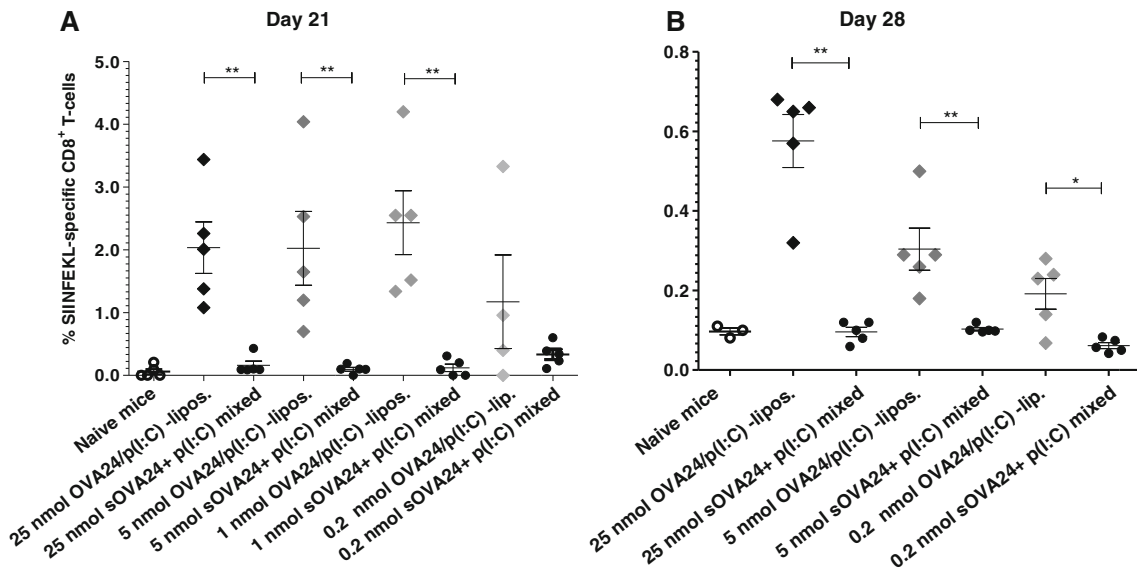 A
Day 21
% SIINFEKL-specific CD8⁺ T-cells
5.0
4.0
3.0
2.0
1.0
0.0
**
**
**
Naive mice
25 nmol OVA24/p(I:C) -lipos.
25 nmol sOVA24+ p(I:C) mixed
5 nmol OVA24/p(I:C) -lipos.
5 nmol sOVA24+ p(I:C) mixed
1 nmol OVA24/p(I:C) -lipos.
1 nmol sOVA24+ p(I:C) mixed
0.2 nmol OVA24/p(I:C) -lip.
0.2 nmol sOVA24+ p(I:C) mixed
B
Day 28
0.8
0.6
0.4
0.2
0.0
**
**
*
Naive mice
25 nmol OVA24/p(I:C) -lipos.
25 nmol sOVA24+ p(I:C) mixed
5 nmol OVA24/p(I:C) -lipos.
5 nmol sOVA24+ p(I:C) mixed
0.2 nmol OVA24/p(I:C) -lip.
0.2 nmol sOVA24+ p(I:C) mixed